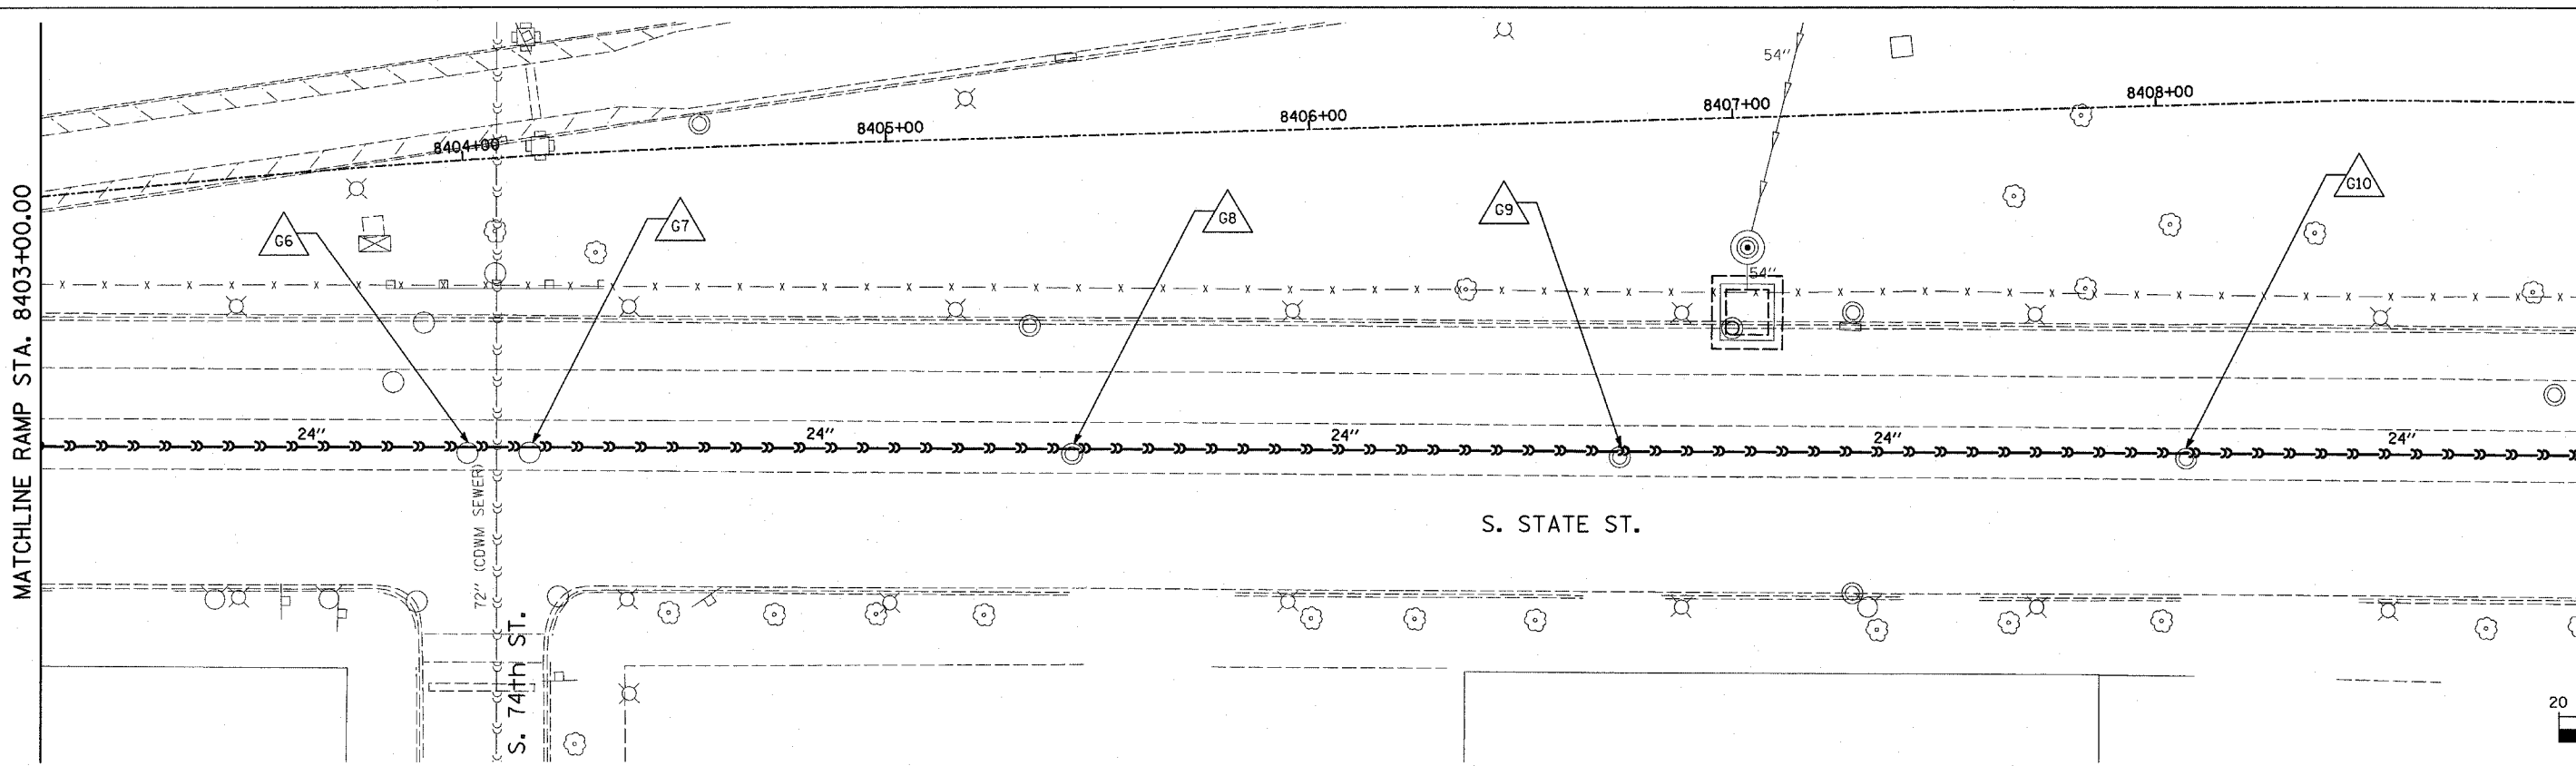 MATCHLINE RAMP STA. 8403+00.00
8404+00
8405+00
8406+00
8407+00
8408+00
54"
54"
G6
G7
G8
G9
G10
24"
24"
24"
24"
24"
72" (CDWM SEWER)
S. STATE ST.
S. 74th ST.
20